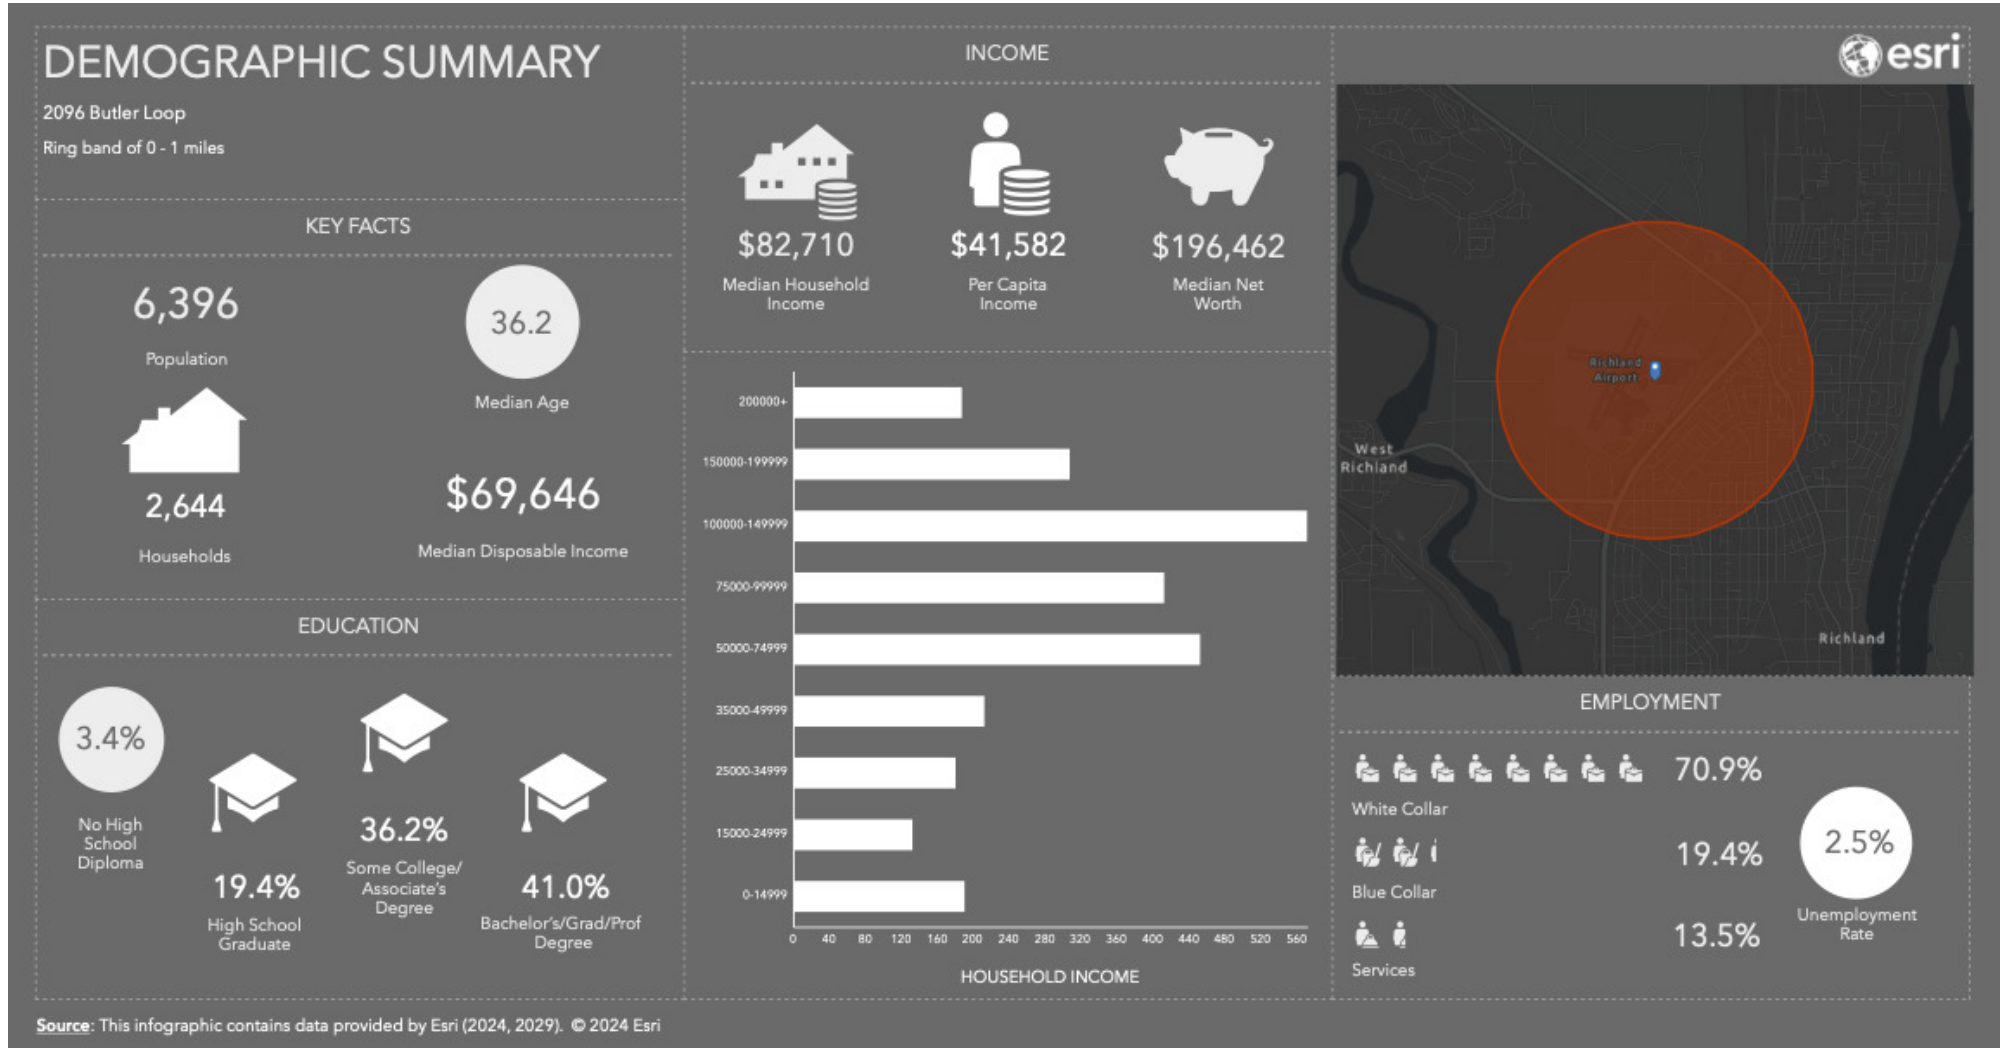 DEMOGRAPHIC SUMMARY
2096 Butler Loop
Ring band of 0 - 1 miles
KEY FACTS
6,396
Population
36.2
Median Age
2,644
Households
$69,646
Median Disposable Income
EDUCATION
3.4%
No High
School
Diploma
19.4%
High School
Graduate
36.2%
Some College/
Associate's
Degree
41.0%
Bachelor's/Grad/Prof
Degree
INCOME
$82,710
Median Household
Income
$41,582
Per Capita
Income
$196,462
Median Net
Worth
200000+
150000-199999
100000-149999
75000-99999
50000-74999
35000-49999
25000-34999
15000-24999
0-14999
0 40 80 120 160 200 240 280 320 360 400 440 480 520 560
HOUSEHOLD INCOME
esri
Richland
Airport
West
Richland
Richland
EMPLOYMENT
70.9%
White Collar
19.4%
Blue Collar
13.5%
Services
2.5%
Unemployment
Rate
Source: This infographic contains data provided by Esri (2024, 2029). © 2024 Esri